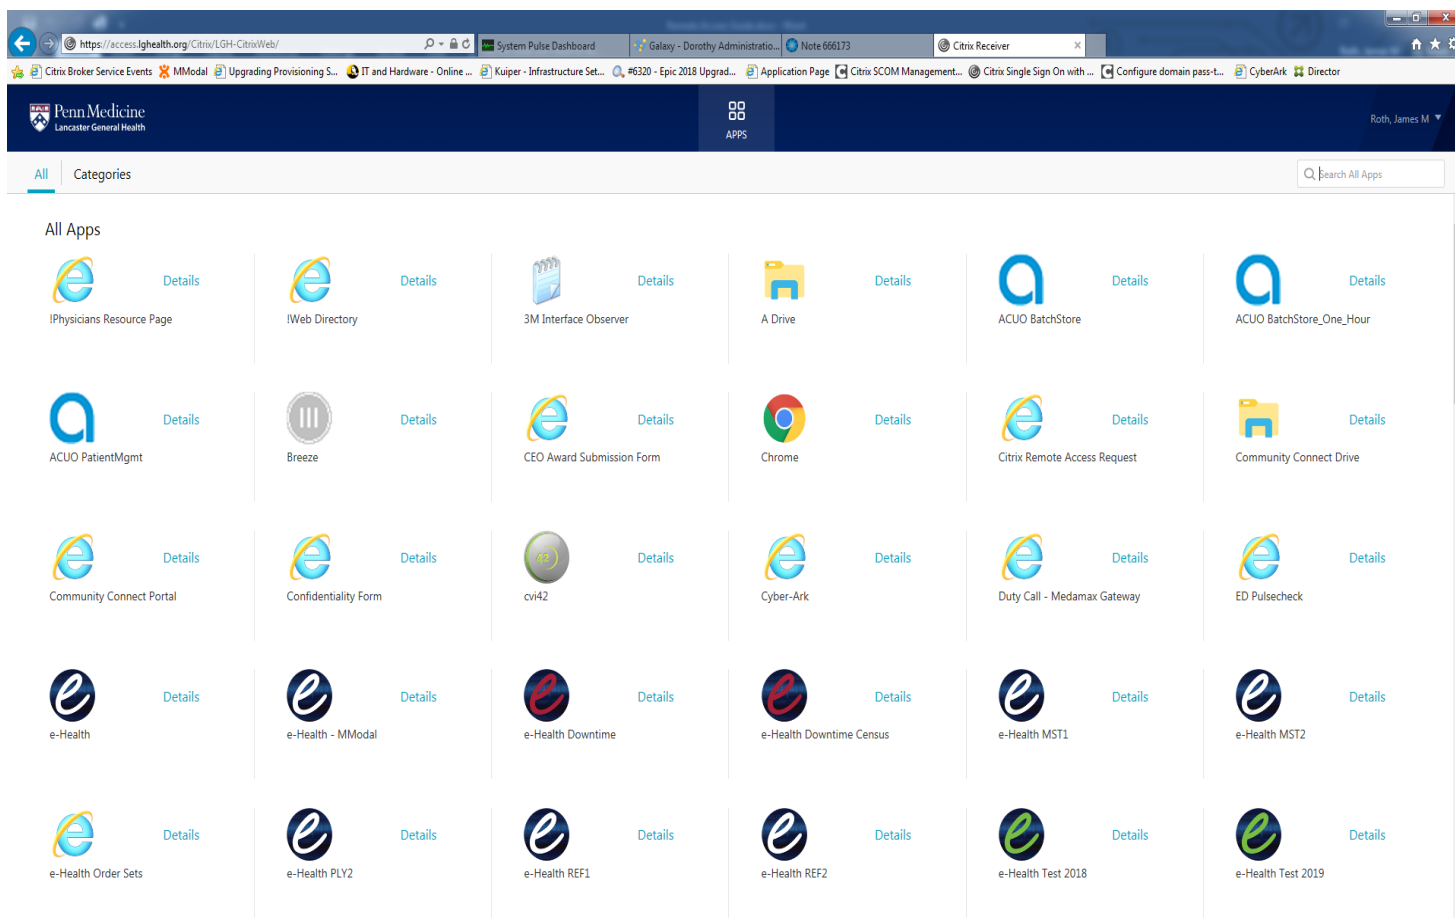 https://access.lghealth.org/Citrix/LGH-CitrixWeb/
System Pulse Dashboard
Galaxy - Dorothy Administratio...
Note 666173
Citrix Receiver
Citrix Broker Service Events
MModal
Upgrading Provisioning S...
IT and Hardware - Online ...
Kuiper - Infrastructure Set...
#6320 - Epic 2018 Upgrad...
Application Page
Citrix SCOM Management...
Citrix Single Sign On with ...
Configure domain pass-t...
CyberArk
Director
Penn Medicine
Lancaster General Health
APPS
Roth, James M
All
Categories
Search All Apps
All Apps
Details
Details
Details
Details
Details
Details
!Physicians Resource Page
!Web Directory
3M Interface Observer
A Drive
ACUO BatchStore
ACUO BatchStore_One_Hour
Details
Details
Details
Details
Details
Details
ACUO PatientMgmt
Breeze
CEO Award Submission Form
Chrome
Citrix Remote Access Request
Community Connect Drive
Details
Details
42
Details
Details
Details
Details
Community Connect Portal
Confidentiality Form
cvi42
Cyber-Ark
Duty Call - Medamax Gateway
ED Pulsecheck
Details
Details
Details
Details
Details
Details
e-Health
e-Health - MModal
e-Health Downtime
e-Health Downtime Census
e-Health MST1
e-Health MST2
Details
Details
Details
Details
Details
Details
e-Health Order Sets
e-Health PLY2
e-Health REF1
e-Health REF2
e-Health Test 2018
e-Health Test 2019